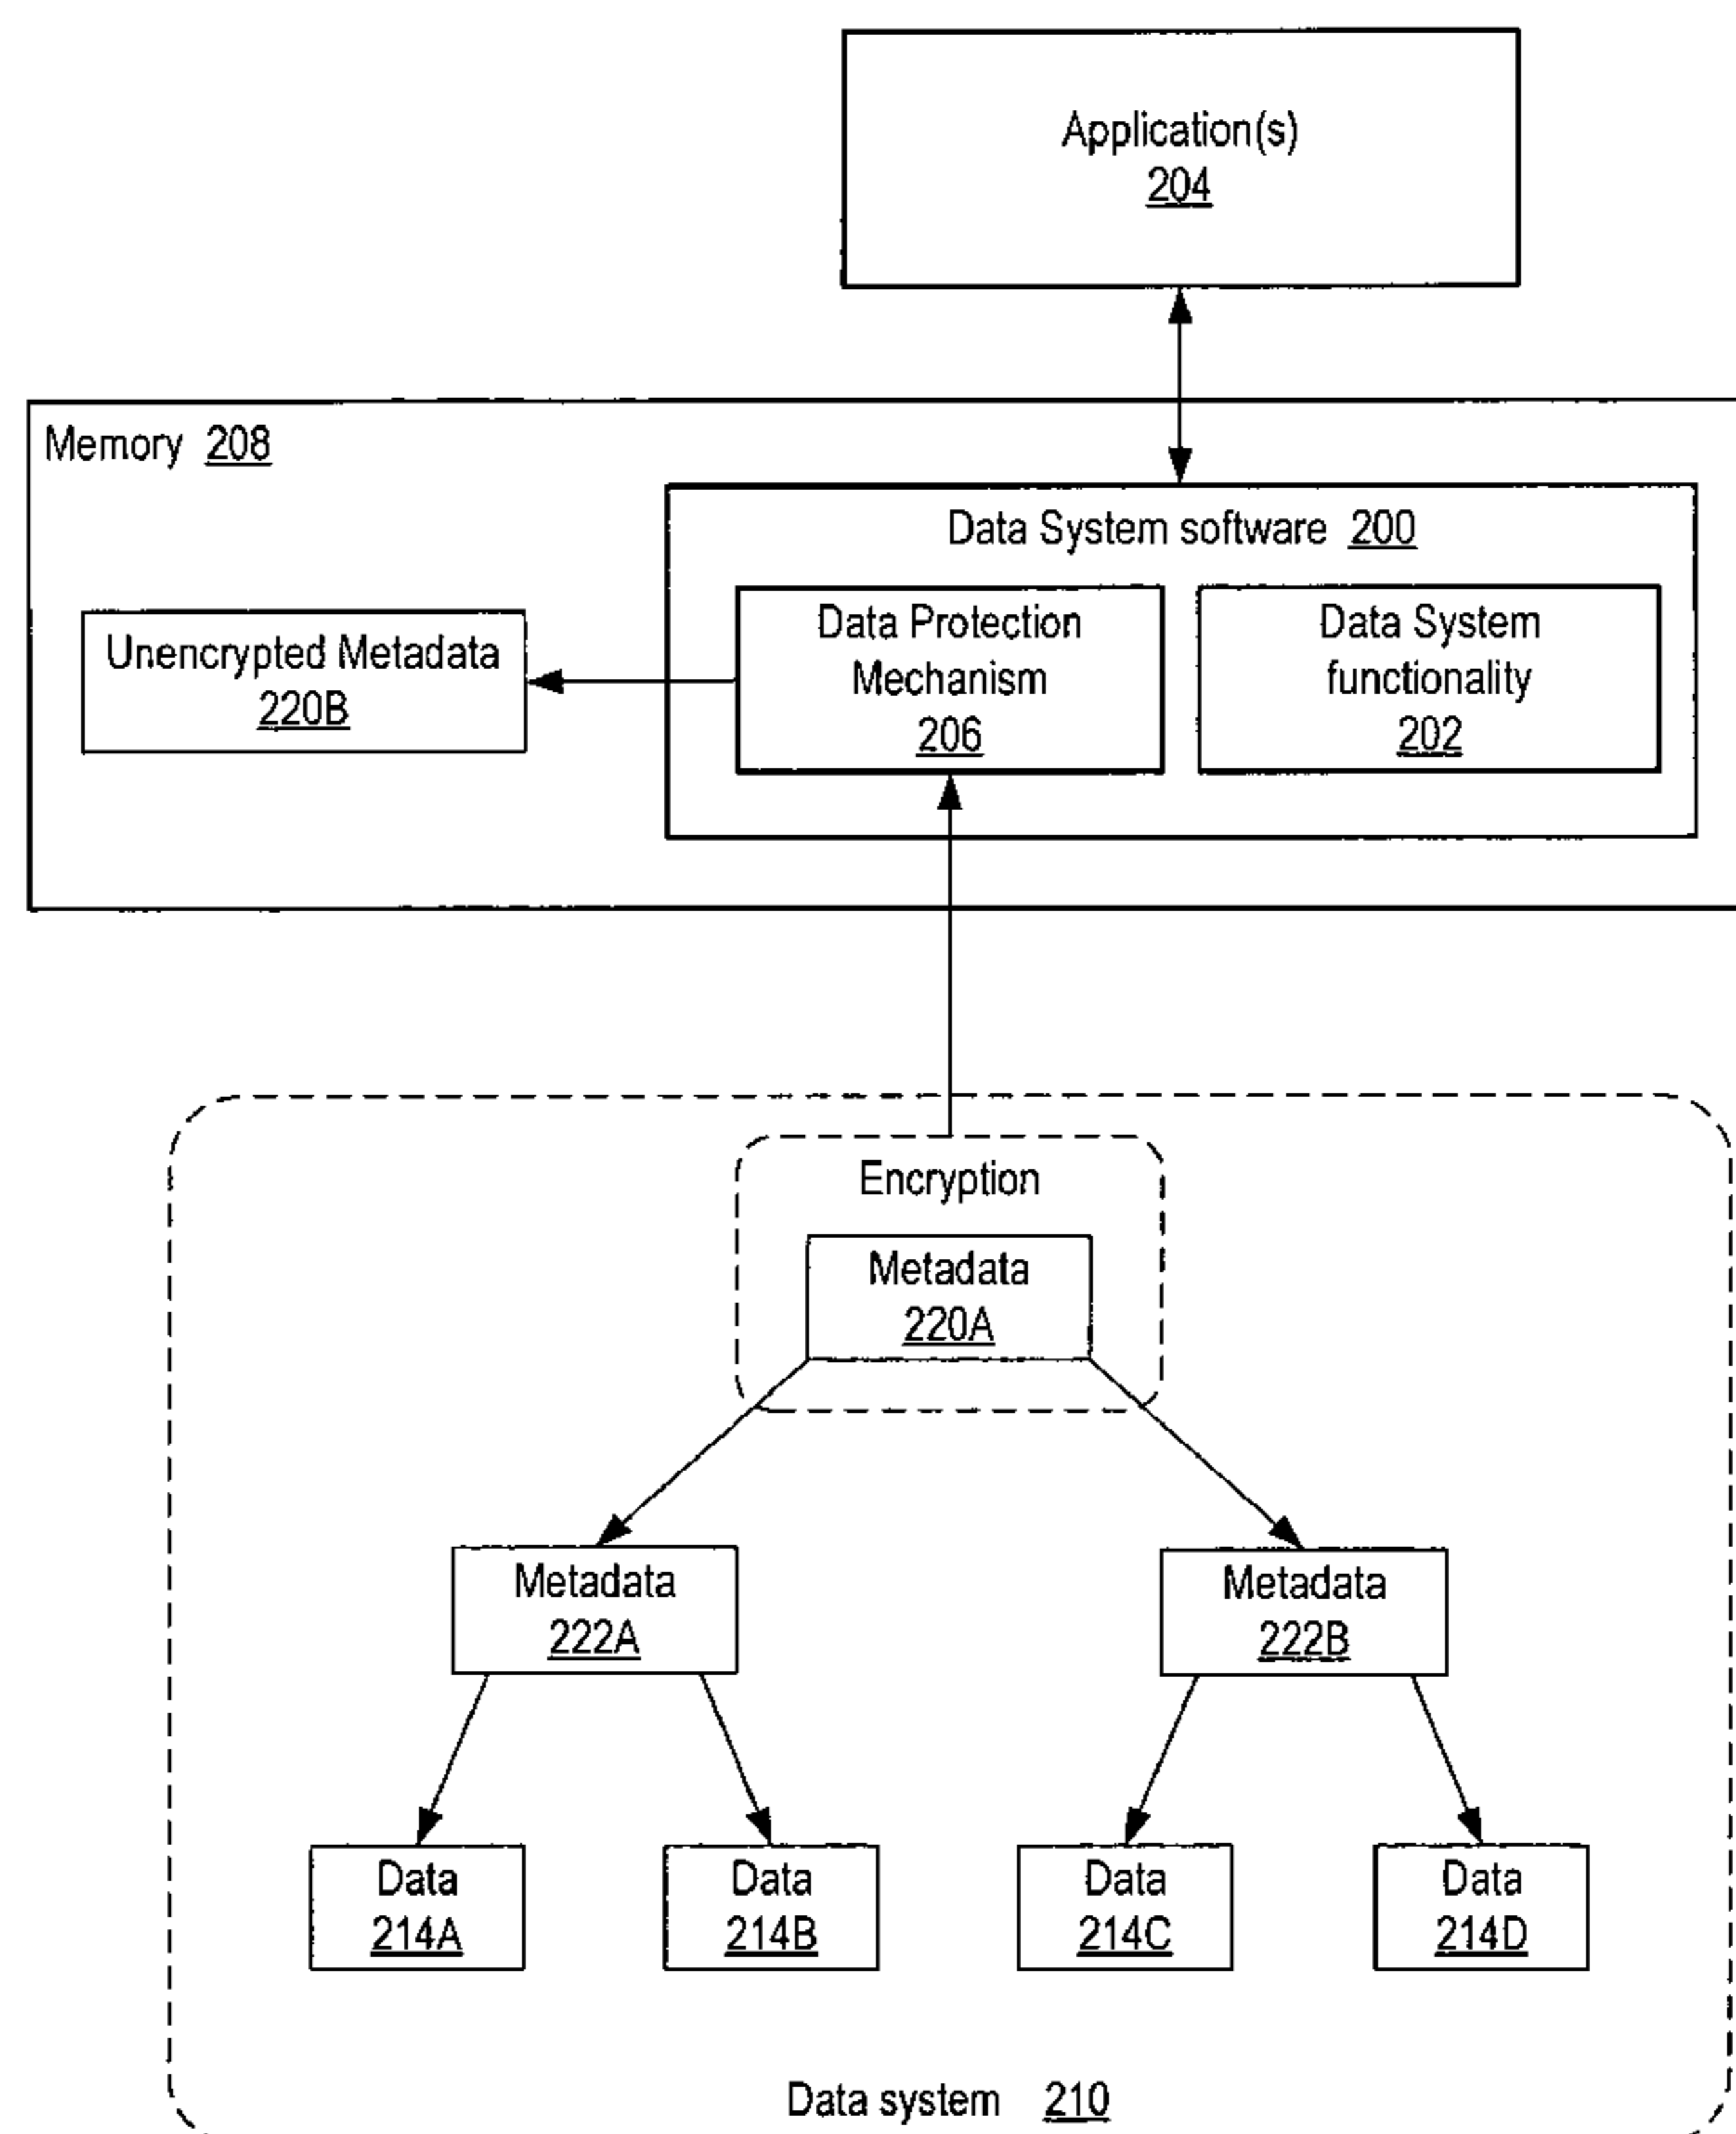 Application(s)
204
Memory 208
Data System software 200
Unencrypted Metadata
220B
Data Protection
Mechanism
206
Data System
functionality
202
Encryption
Metadata
220A
Metadata
222A
Metadata
222B
Data
214A
Data
214B
Data
214C
Data
214D
Data system 210